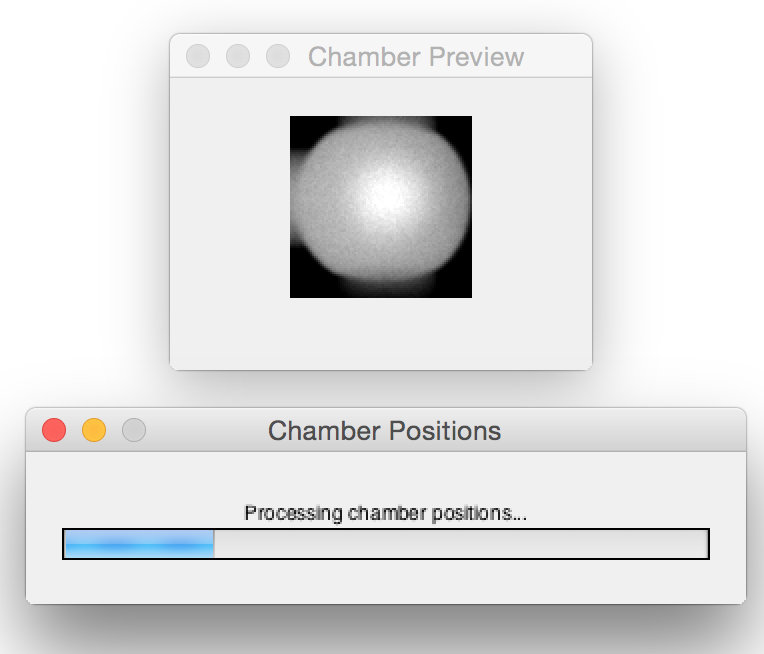 Chamber Preview
Chamber Positions
Processing chamber positions...